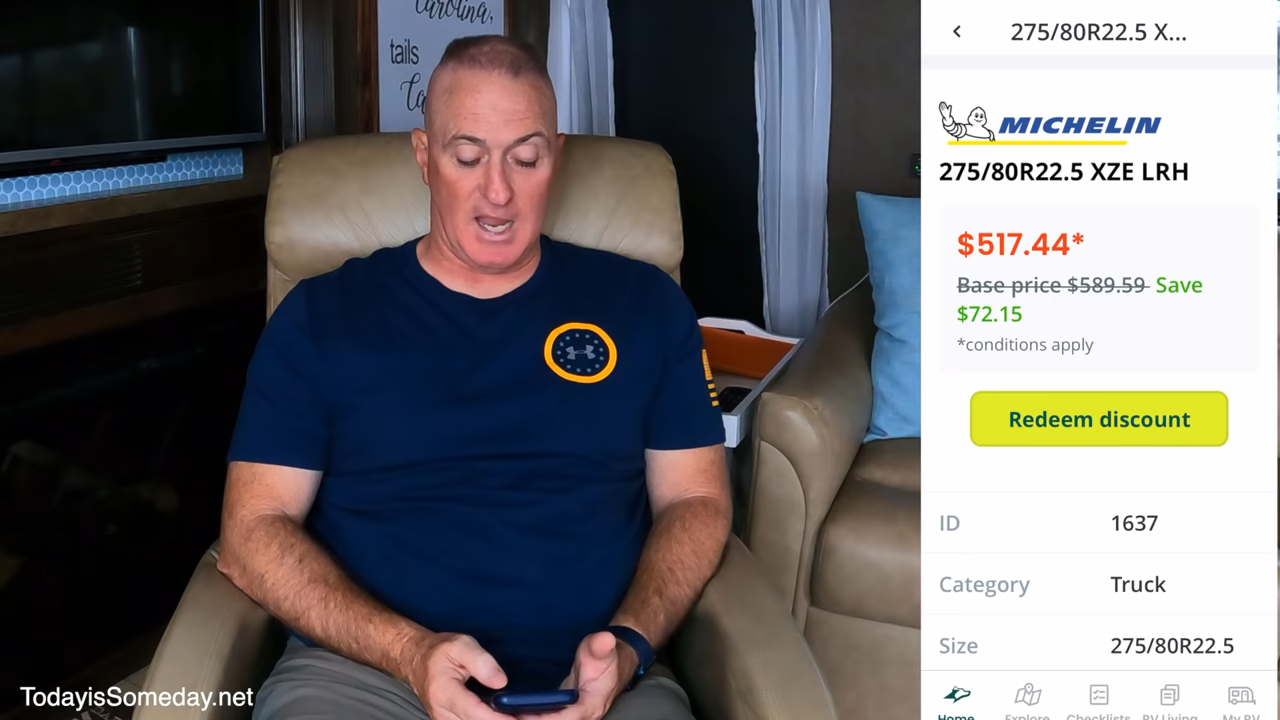 Carolina,
tails
275/80R22.5 X...
MICHELIN
275/80R22.5 XZE LRH
$517.44*
Base price $589.59 Save
$72.15
*conditions apply
Redeem discount
ID 1637
Category Truck
Size 275/80R22.5
Home Explore Checklists RV Living My RV
TodayisSomeday.net